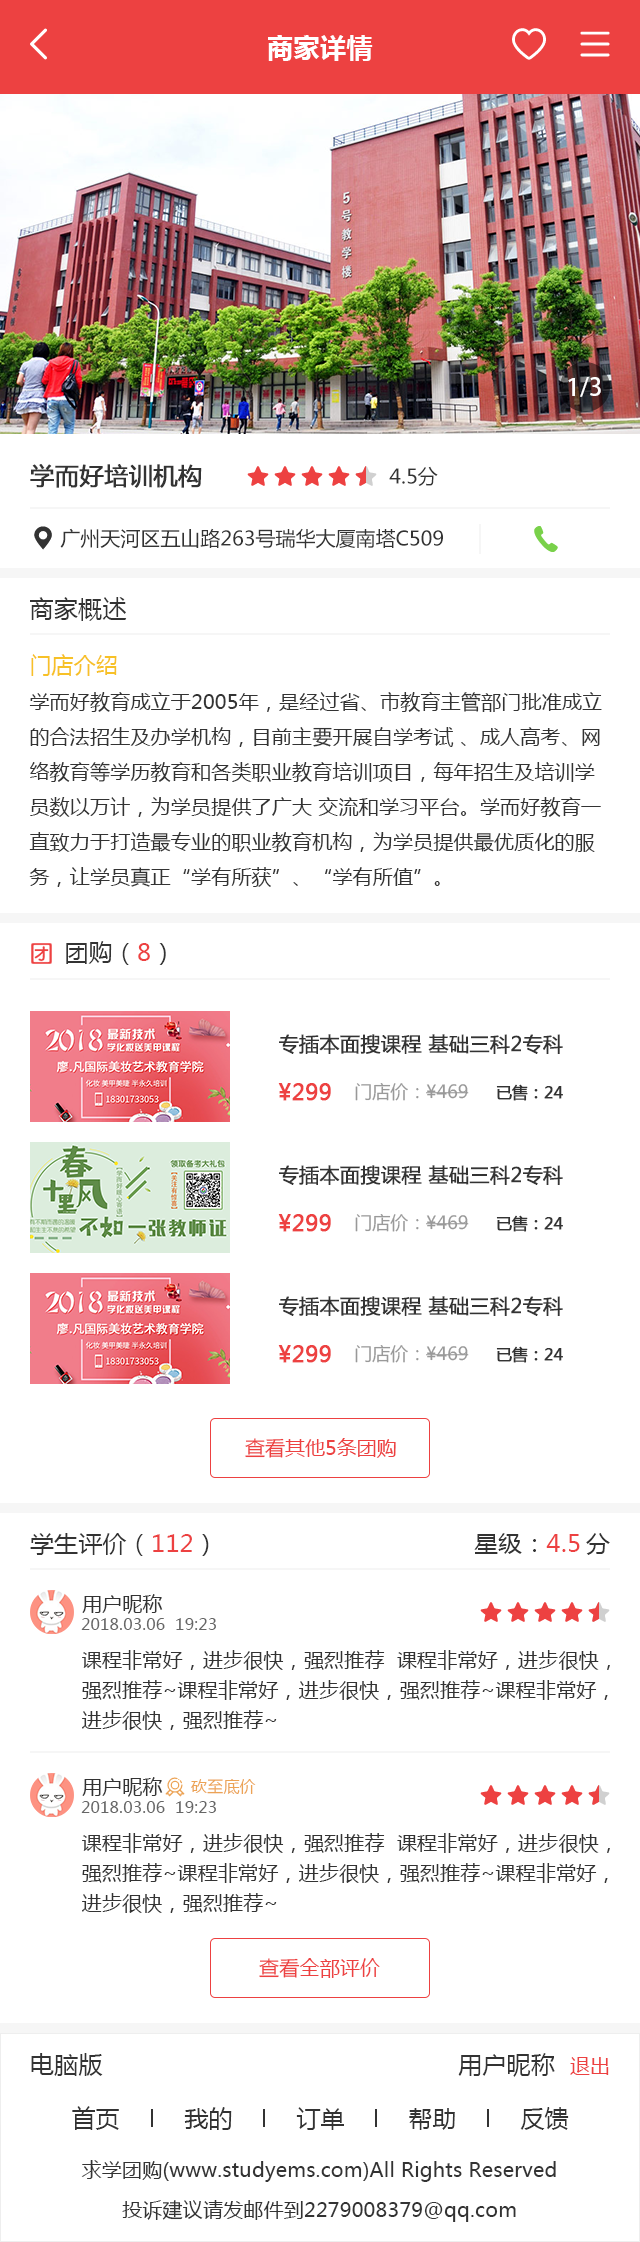 商家详情
5号教学楼
1/3
学而好培训机构 4.5分
广州天河区五山路263号瑞华大厦南塔C509
商家概述
门店介绍
学而好教育成立于2005年，是经过省、市教育主管部门批准成立
的合法招生及办学机构，目前主要开展自学考试 、成人高考、网
络教育等学历教育和各类职业教育培训项目，每年招生及培训学
员数以万计，为学员提供了广大 交流和学习平台。学而好教育一
直致力于打造最专业的职业教育机构，为学员提供最优质化的服
务，让学员真正“学有所获”、“学有所值”。
团 团购（8）
2018 最新技术
学化妆送美甲课程
廖.凡国际美妆艺术教育学院
化妆 美甲美睫 半永久培训
18301733053
专插本面搜课程 基础三科2专科
¥299 门店价：¥469 已售：24
春风十里
领取备考大礼包
不如一张教师证
专插本面搜课程 基础三科2专科
¥299 门店价：¥469 已售：24
2018 最新技术
学化妆送美甲课程
廖.凡国际美妆艺术教育学院
化妆 美甲美睫 半永久培训
18301733053
专插本面搜课程 基础三科2专科
¥299 门店价：¥469 已售：24
查看其他5条团购
学生评价（112） 星级：4.5分
用户昵称
2018.03.06 19:23
课程非常好，进步很快，强烈推荐 课程非常好，进步很快，
强烈推荐~课程非常好，进步很快，强烈推荐~课程非常好，
进步很快，强烈推荐~
用户昵称 砍至底价
2018.03.06 19:23
课程非常好，进步很快，强烈推荐 课程非常好，进步很快，
强烈推荐~课程非常好，进步很快，强烈推荐~课程非常好，
进步很快，强烈推荐~
查看全部评价
电脑版 用户昵称 退出
首页 | 我的 | 订单 | 帮助 | 反馈
求学团购(www.studyems.com)All Rights Reserved
投诉建议请发邮件到2279008379@qq.com